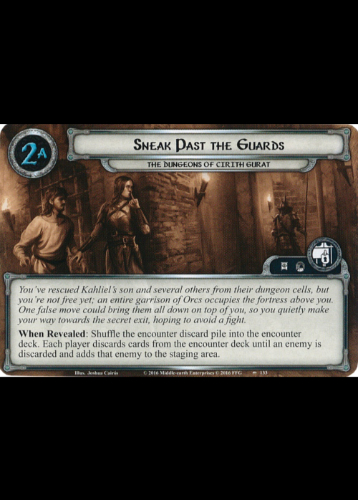 2A
SNEAK PAST THE GUARDS
THE DUNGEONS OF CIRITH GURAT
You've rescued Kahliel's son and several others from their dungeon cells, but
you're not free yet; an entire garrison of Orcs occupies the fortress above you.
One false move could bring them all down on top of you, so you quietly make
your way towards the secret exit, hoping to avoid a fight.
When Revealed: Shuffle the encounter discard pile into the encounter
deck. Each player discards cards from the encounter deck until an enemy is
discarded and adds that enemy to the staging area.
Illus. Joshua Cairós © 2016 Middle-earth Enterprises © 2016 FFG